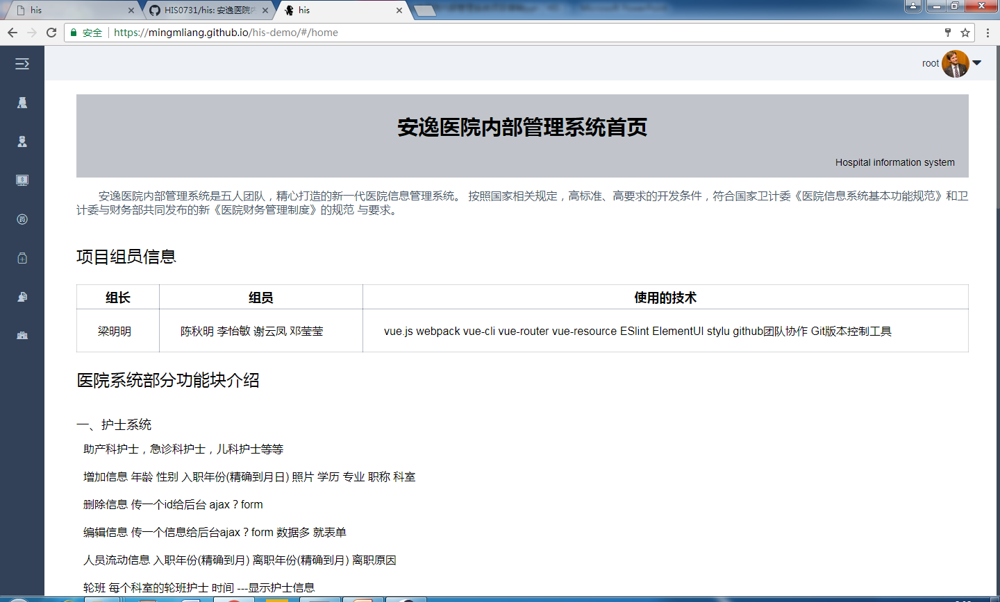 his
HIS0731/his: 安逸医院内
his
安全
https://mingmliang.github.io/his-demo/#/home
root
安逸医院内部管理系统首页
Hospital information system
安逸医院内部管理系统是五人团队，精心打造的新一代医院信息管理系统。 按照国家相关规定，高标准、高要求的开发条件，符合国家卫计委《医院信息系统基本功能规范》和卫
计委与财务部共同发布的新《医院财务管理制度》的规范 与要求。
项目组员信息
组长 组员 使用的技术
梁明明 陈秋明 李怡敏 谢云凤 邓莹莹 vue.js webpack vue-cli vue-router vue-resource ESlint ElementUI stylu github团队协作 Git版本控制工具
医院系统部分功能块介绍
一、护士系统
助产科护士，急诊科护士，儿科护士等等
增加信息 年龄 性别 入职年份(精确到月日) 照片 学历 专业 职称 科室
删除信息 传一个id给后台 ajax？form
编辑信息 传一个信息给后台ajax？form 数据多 就表单
人员流动信息 入职年份(精确到月) 离职年份(精确到月) 离职原因
轮班 每个科室的轮班护士 时间 ---显示护士信息